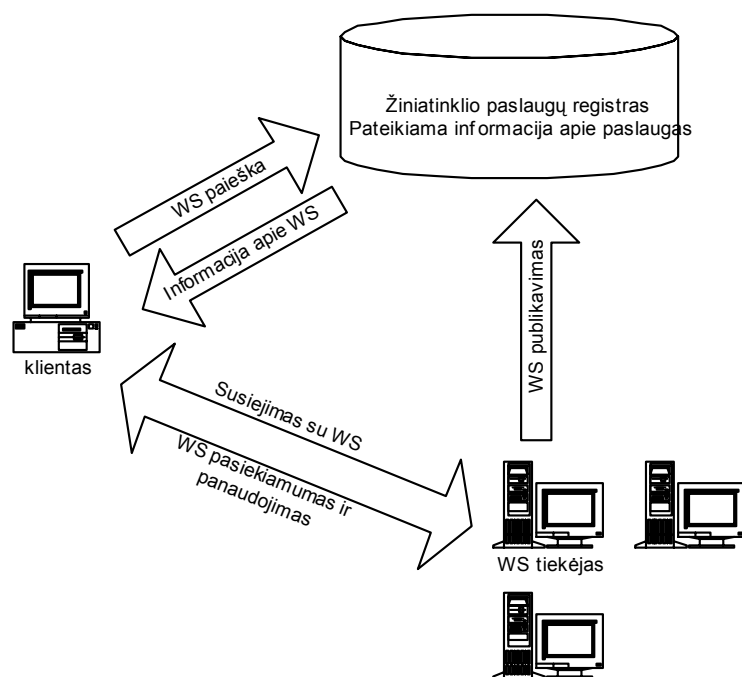 Žiniatinklio paslaugų registras
Pateikiama informacija apie paslaugas
WS paieška
Informacija apie WS
WS publikavimas
klientas
Susiejimas su WS
WS pasiekiamumas ir
panaudojimas
WS tiekėjas